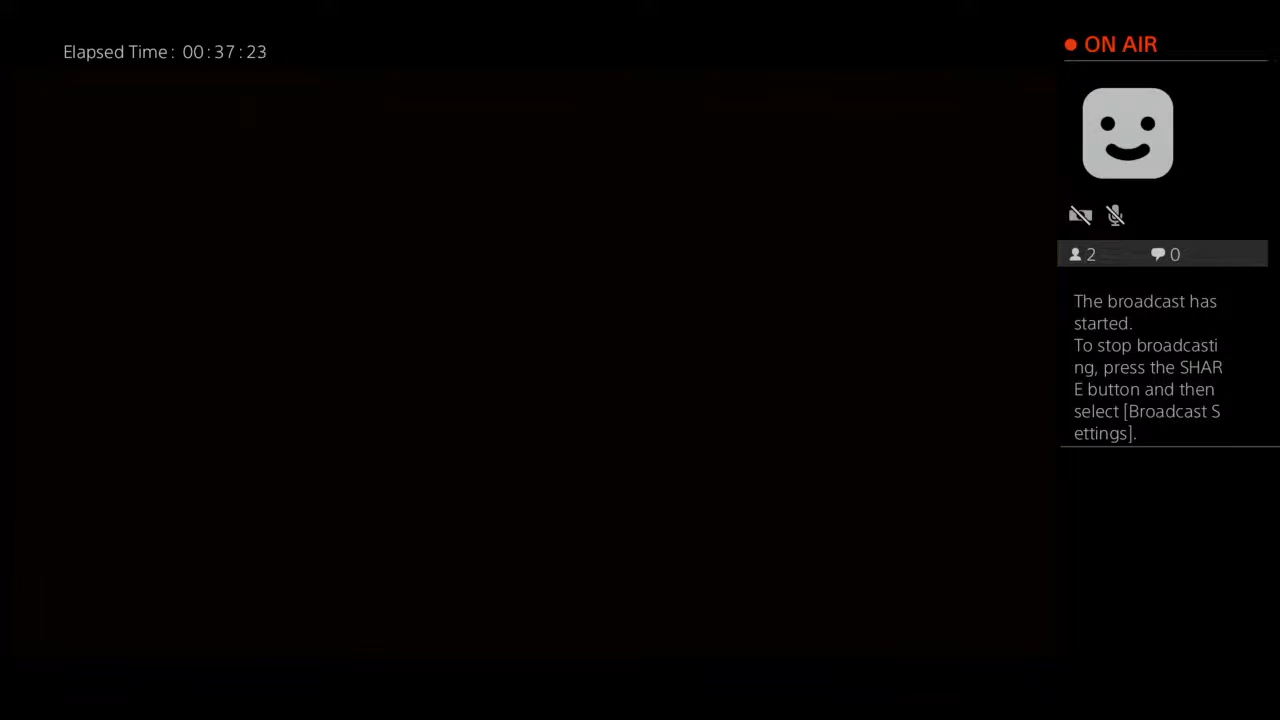 Elapsed Time: 00:37:23
ON AIR
2 0
The broadcast has
started.
To stop broadcasti
ng, press the SHAR
E button and then
select [Broadcast S
ettings].